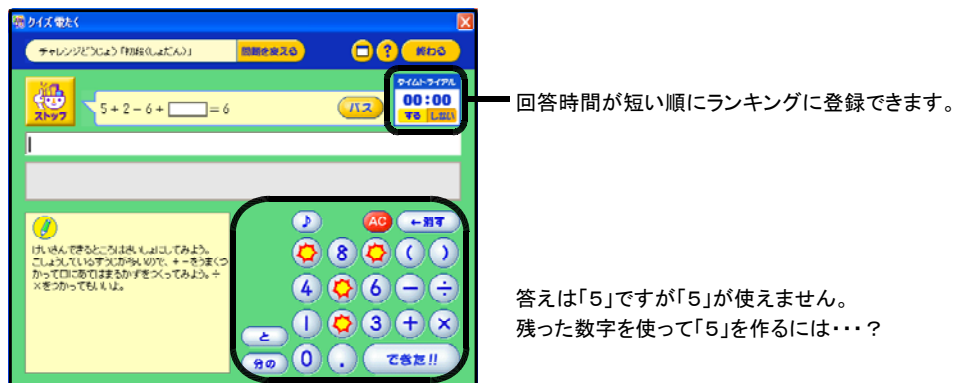 クイズ電たく
チャレンジどうじょう「初段(しょだん)」
問題を変える
?
終わる
ストップ
5+2−6+ =6
パス
タイムトライアル
00:00
する しない
回答時間が短い順にランキングに登録できます。
けいさんできるところはさいしょにしてみよう。
こしょうしているすうじがおおいので、+−をうまくつ
かって□にあてはまるかずをつくってみよう。÷
×をつかってもいいよ。
♪ AC ←消す
8 ( )
4 6 − ÷
1 3 + ×
と
分の 0 . できた!!
答えは「5」ですが「5」が使えません。
残った数字を使って「5」を作るには・・・?